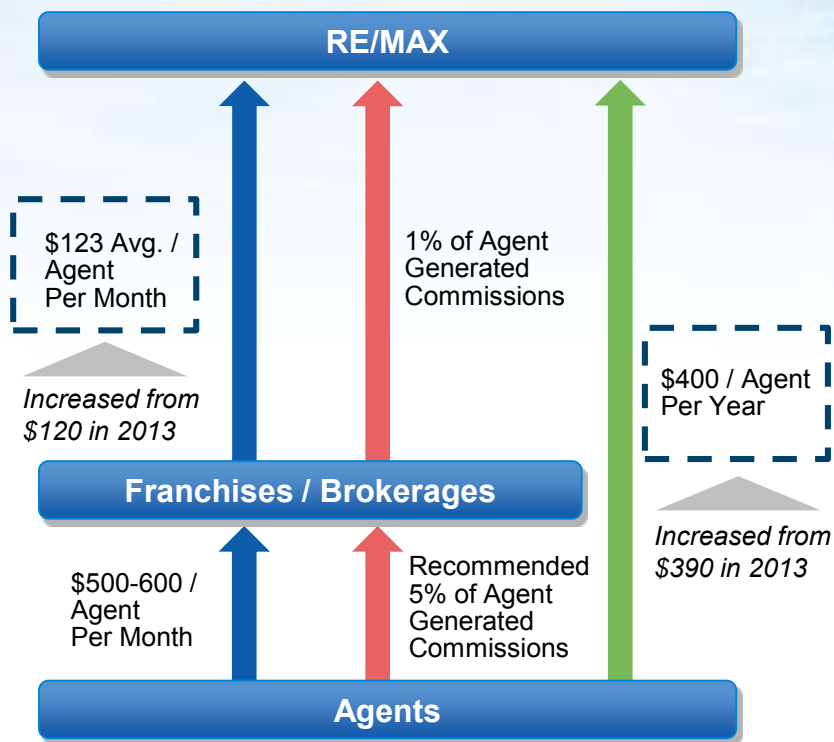 RE/MAX
$123 Avg. /
Agent
Per Month
1% of Agent
Generated
Commissions
$400 / Agent
Per Year
Increased from
$120 in 2013
Franchises / Brokerages
Increased from
$390 in 2013
$500-600 /
Agent
Per Month
Recommended
5% of Agent
Generated
Commissions
Agents